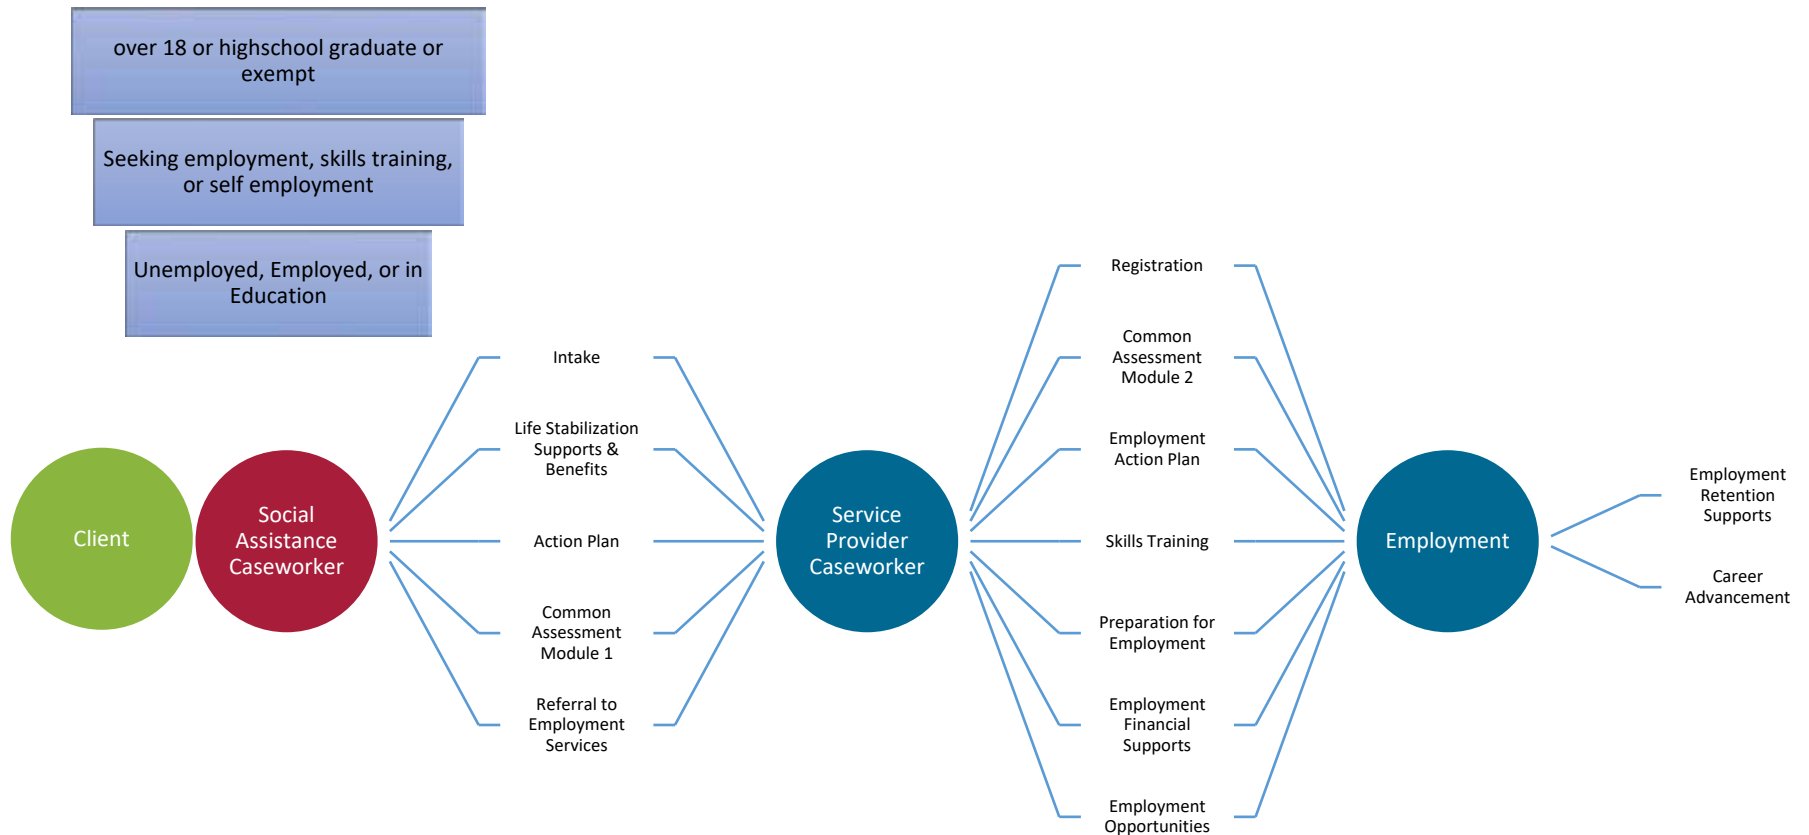 over 18 or highschool graduate or
exempt
Seeking employment, skills training,
or self employment
Unemployed, Employed, or in
Education
Client
Social
Assistance
Caseworker
Intake
Life Stabilization
Supports &
Benefits
Action Plan
Common
Assessment
Module 1
Referral to
Employment
Services
Service
Provider
Caseworker
Registration
Common
Assessment
Module 2
Employment
Action Plan
Skills Training
Preparation for
Employment
Employment
Financial
Supports
Employment
Opportunities
Employment
Employment
Retention
Supports
Career
Advancement